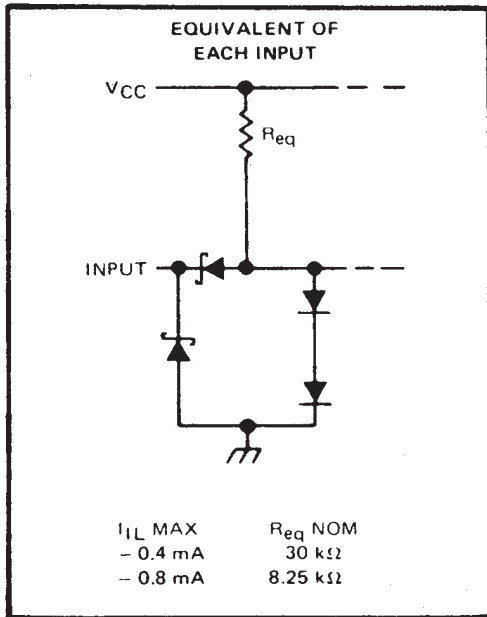 EQUIVALENT OF
EACH INPUT
VCC
Req
INPUT
IIL MAX Req NOM
– 0.4 mA 30 kΩ
– 0.8 mA 8.25 kΩ